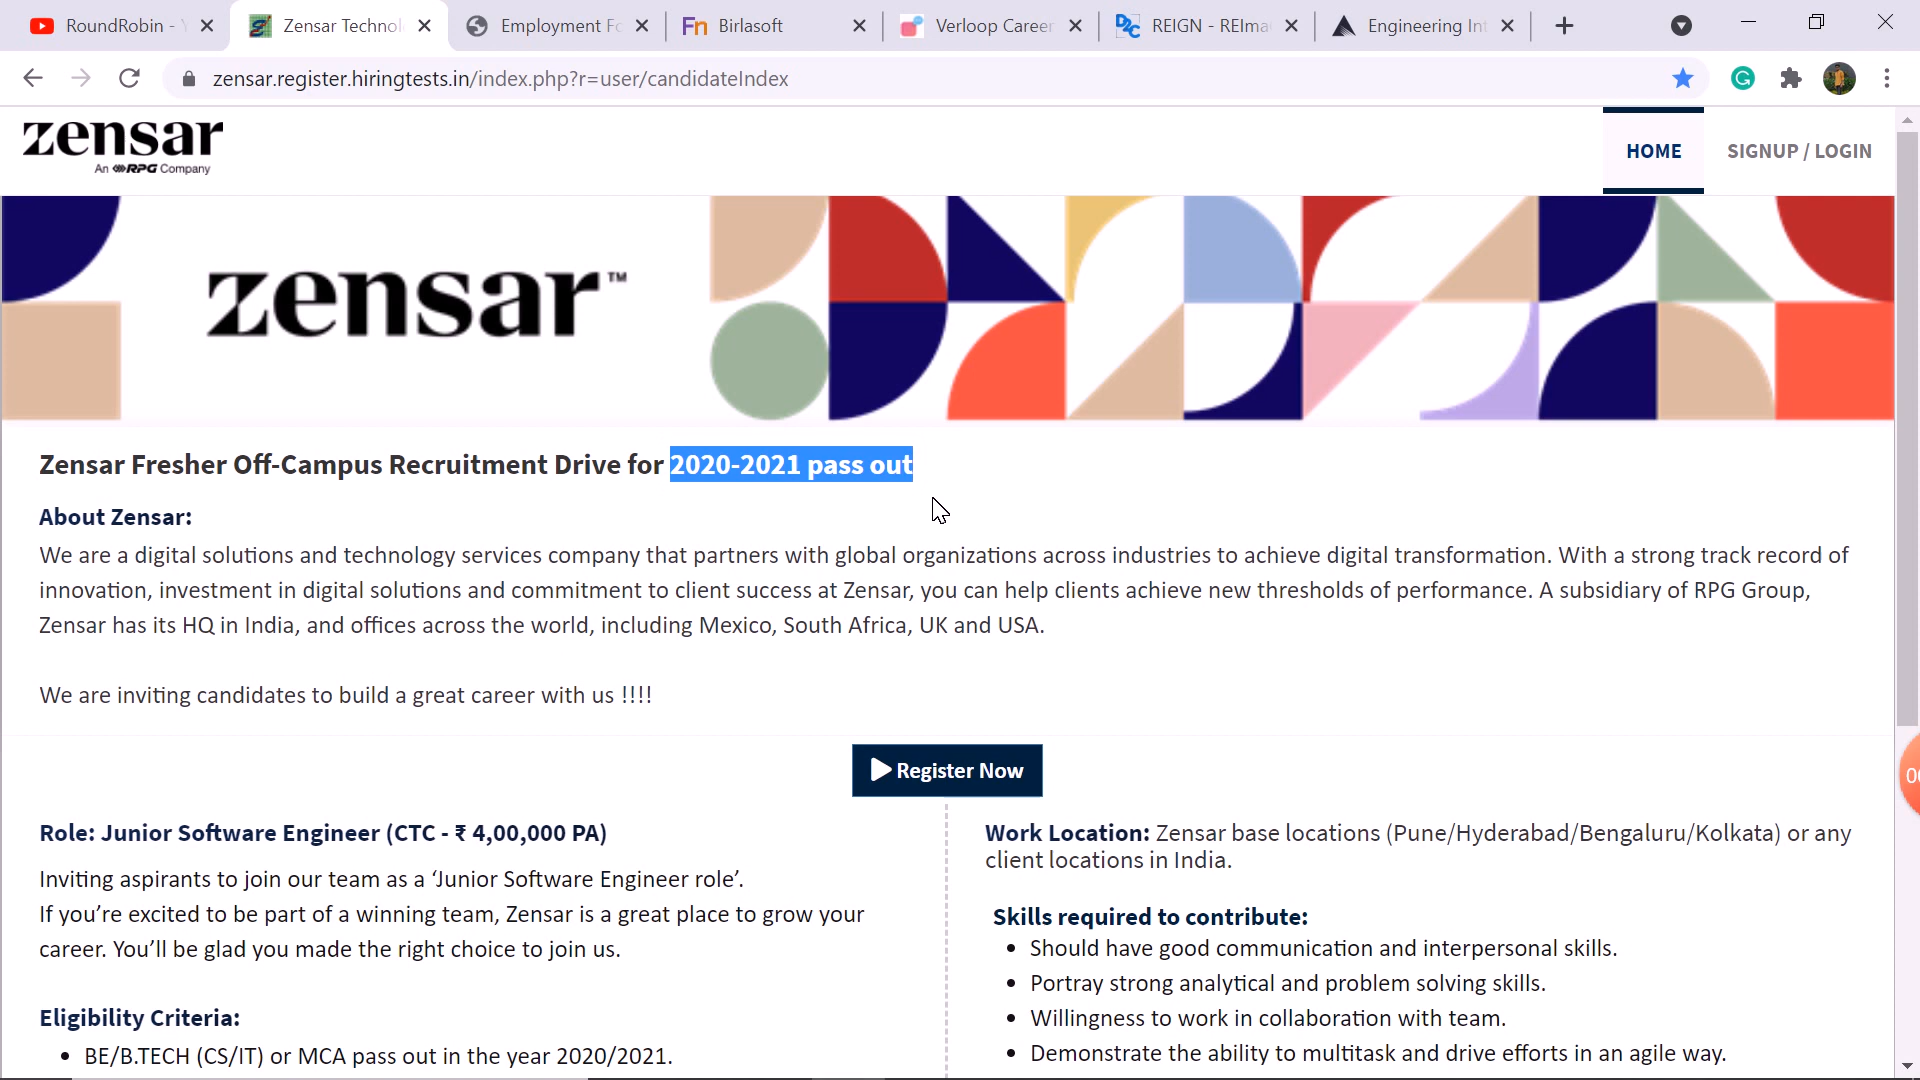 RoundRobin - Y
Zensar Technol
Employment Fo
Fn Birlasoft
Verloop Career
REIGN - REIma
Engineering Int
zensar.register.hiringtests.in/index.php?r=user/candidateIndex
zensar
An RPG Company
HOME
SIGNUP / LOGIN
zensar™
Zensar Fresher Off-Campus Recruitment Drive for 2020-2021 pass out
About Zensar:
We are a digital solutions and technology services company that partners with global organizations across industries to achieve digital transformation. With a strong track record of
innovation, investment in digital solutions and commitment to client success at Zensar, you can help clients achieve new thresholds of performance. A subsidiary of RPG Group,
Zensar has its HQ in India, and offices across the world, including Mexico, South Africa, UK and USA.
We are inviting candidates to build a great career with us !!!!
Register Now
Role: Junior Software Engineer (CTC - ₹ 4,00,000 PA)
Inviting aspirants to join our team as a ‘Junior Software Engineer role’.
If you’re excited to be part of a winning team, Zensar is a great place to grow your
career. You’ll be glad you made the right choice to join us.
Eligibility Criteria:
• BE/B.TECH (CS/IT) or MCA pass out in the year 2020/2021.
Work Location: Zensar base locations (Pune/Hyderabad/Bengaluru/Kolkata) or any
client locations in India.
Skills required to contribute:
• Should have good communication and interpersonal skills.
• Portray strong analytical and problem solving skills.
• Willingness to work in collaboration with team.
• Demonstrate the ability to multitask and drive efforts in an agile way.